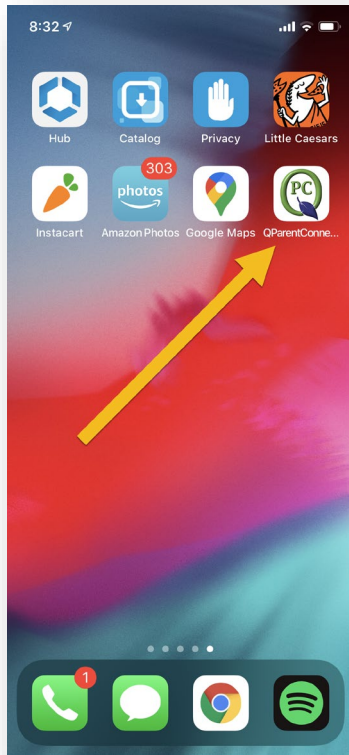 8:32
Hub Catalog Privacy Little Caesars
303
photos
PC
Instacart Amazon Photos Google Maps QParentConne...
1